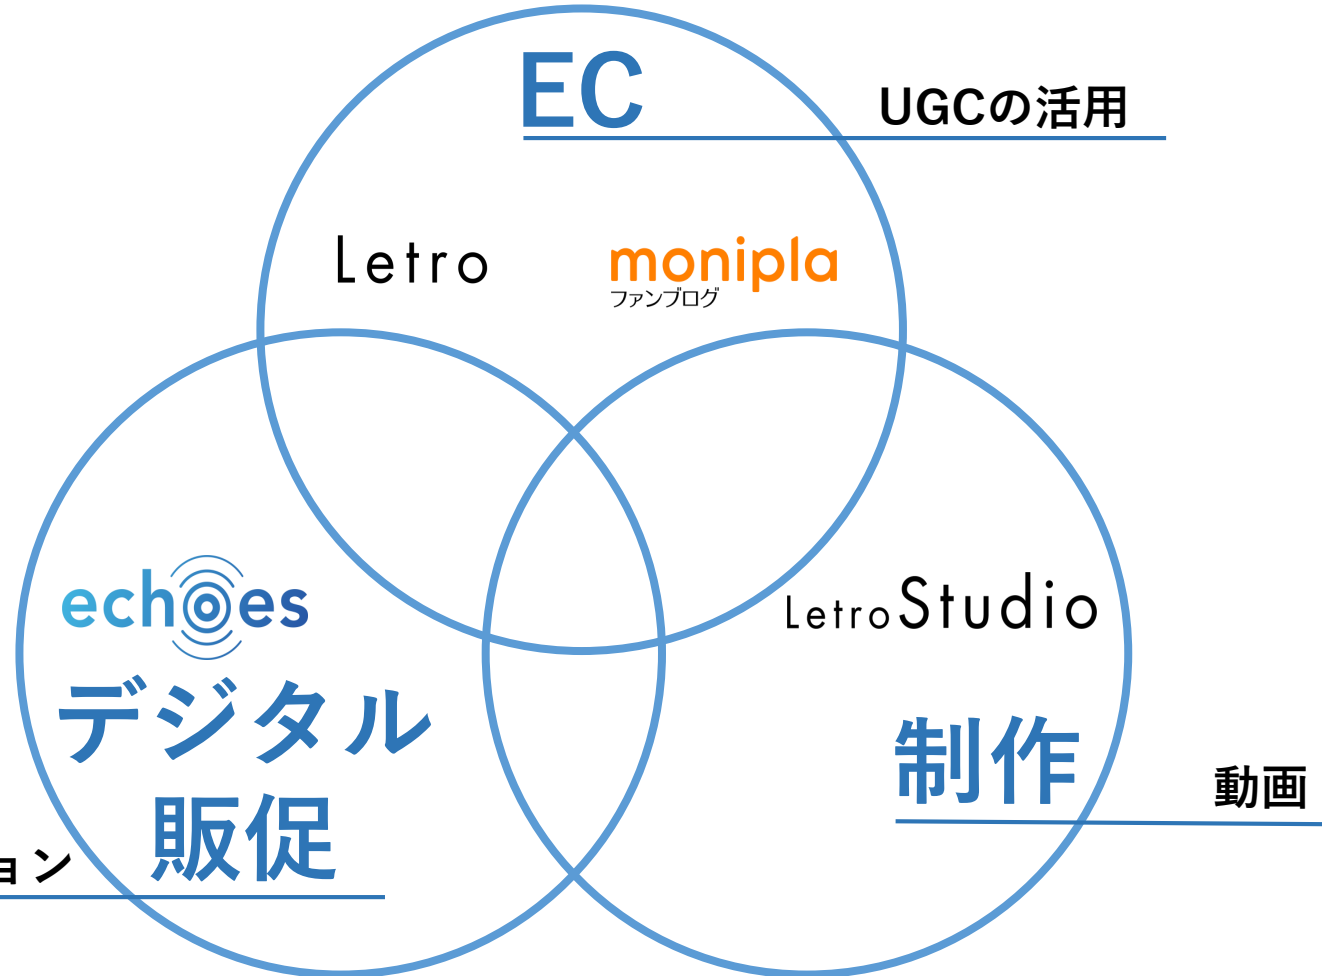 EC
UGCの活用
Letro
monipla
ファンブログ
echoes
LetroStudio
デジタル
販促
制作
動画
ョン